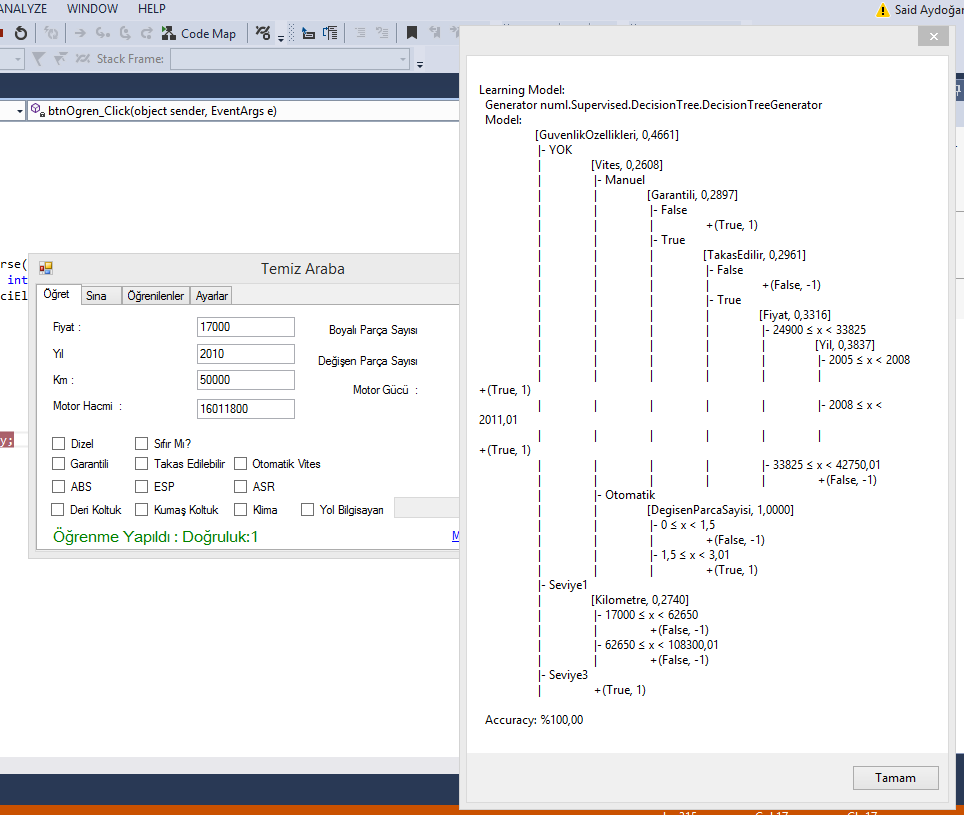 ANALYZE WINDOW HELP
Said Aydoğa
Code Map
Stack Frame:
btnOgren_Click(object sender, EventArgs e)
rse(
int
ciEl
y;
Temiz Araba
Öğret Sına Öğrenilenler Ayarlar
Fiyat : 17000 Boyalı Parça Sayısı
Yıl 2010 Değişen Parça Sayısı
Km : 50000 Motor Gücü :
Motor Hacmi : 16011800
Dizel Sıfır Mı?
Garantili Takas Edilebilir Otomatik Vites
ABS ESP ASR
Deri Koltuk Kumaş Koltuk Klima Yol Bilgisayarı
Öğrenme Yapıldı : Doğruluk:1 M
Learning Model:
Generator numl.Supervised.DecisionTree.DecisionTreeGenerator
Model:
[GuvenlikOzellikleri, 0,4661]
|- YOK
| [Vites, 0,2608]
| |- Manuel
| | [Garantili, 0,2897]
| | |- False
| | | +(True, 1)
| | |- True
| | | [TakasEdilir, 0,2961]
| | | |- False
| | | | +(False, -1)
| | | |- True
| | | | [Fiyat, 0,3316]
| | | | |- 24900 ≤ x < 33825
| | | | | [Yil, 0,3837]
| | | | | |- 2005 ≤ x < 2008
| | | | | |
+(True, 1)
| | | | | |- 2008 ≤ x <
2011,01
| | | | | |
+(True, 1)
| | | | |- 33825 ≤ x < 42750,01
| | | | | +(False, -1)
| |- Otomatik
| | [DegisenParcaSayisi, 1,0000]
| | |- 0 ≤ x < 1,5
| | | +(False, -1)
| | |- 1,5 ≤ x < 3,01
| | | +(True, 1)
|- Seviye1
| [Kilometre, 0,2740]
| |- 17000 ≤ x < 62650
| | +(False, -1)
| |- 62650 ≤ x < 108300,01
| | +(False, -1)
|- Seviye3
| +(True, 1)
Accuracy: %100,00
Tamam